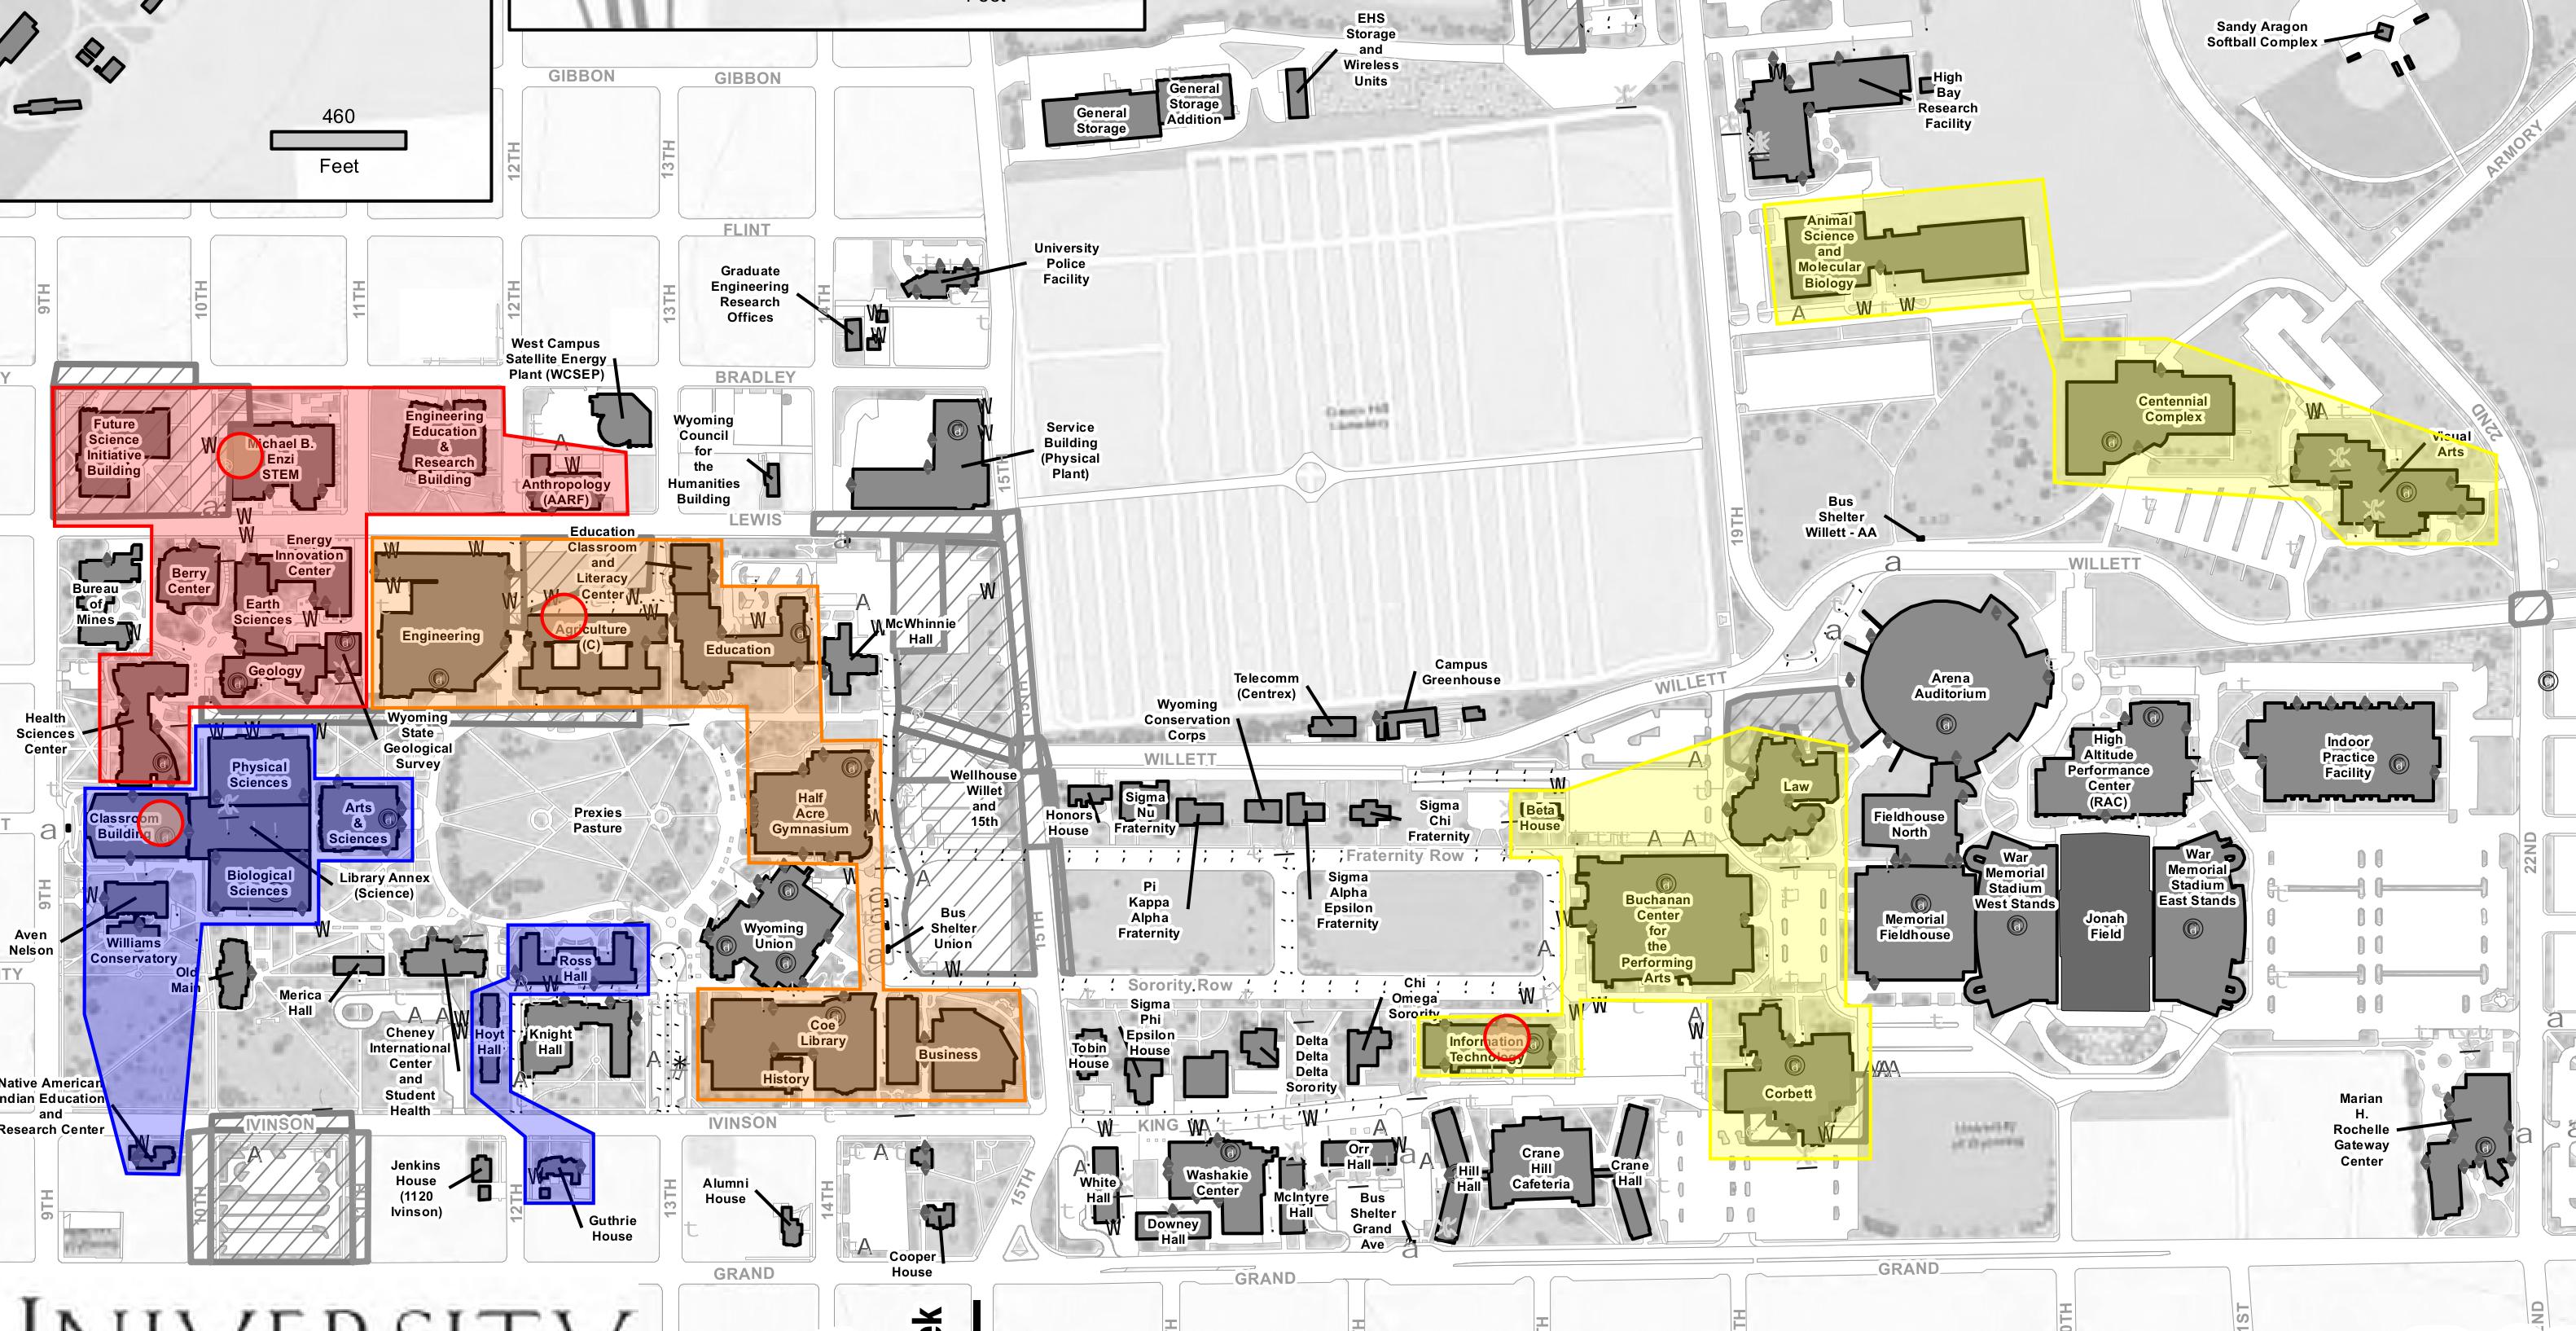 460
Feet
GIBBON
GIBBON
12TH
13TH
General
Storage
General
Storage
Addition
EHS
Storage
and
Wireless
Units
High
Bay
Research
Facility
Sandy Aragon
Softball Complex
ARMORY
FLINT
9TH
10TH
11TH
12TH
13TH
14TH
Graduate
Engineering
Research
Offices
University
Police
Facility
Animal
Science
and
Molecular
Biology
West Campus
Satellite Energy
Plant (WCSEP)
BRADLEY
Wyoming
Council
for
the
Humanities
Building
Service
Building
(Physical
Plant)
15TH
Centennial
Complex
Visual
Arts
22ND
Future
Science
Initiative
Building
Michael B.
Enzi
STEM
Engineering
Education
&
Research
Building
Anthropology
(AARF)
LEWIS
19TH
Bus
Shelter
Willett - AA
WILLETT
Bureau
of
Mines
Berry
Center
Energy
Innovation
Center
Earth
Sciences
Geology
Education
Classroom
and
Literacy
Center
Engineering
Agriculture
(C)
Education
McWhinnie
Hall
15TH
Health
Sciences
Center
Wyoming
State
Geological
Survey
Telecomm
(Centrex)
Campus
Greenhouse
Wyoming
Conservation
Corps
WILLETT
WILLETT
Arena
Auditorium
High
Altitude
Performance
Center
(RAC)
Indoor
Practice
Facility
Physical
Sciences
Classroom
Building
Arts
&
Sciences
Biological
Sciences
Library Annex
(Science)
Prexies
Pasture
Half
Acre
Gymnasium
Wellhouse
Willet
and
15th
Honors
House
Sigma
Nu
Fraternity
Sigma
Chi
Fraternity
Beta
House
Law
Fieldhouse
North
Fraternity Row
Pi
Kappa
Alpha
Fraternity
Sigma
Alpha
Epsilon
Fraternity
Buchanan
Center
for
the
Performing
Arts
Memorial
Fieldhouse
War
Memorial
Stadium
West Stands
Jonah
Field
War
Memorial
Stadium
East Stands
22ND
9TH
Aven
Nelson
Williams
Conservatory
Old
Main
Merica
Hall
Cheney
International
Center
and
Student
Health
Ross
Hall
Hoyt
Hall
Knight
Hall
Wyoming
Union
Bus
Shelter
Union
15TH
Coe
Library
History
Business
Sorority Row
Tobin
House
Sigma
Phi
Epsilon
House
Delta
Delta
Delta
Sorority
Chi
Omega
Sorority
Information
Technology
Corbett
Native American
Indian Education
and
Research Center
IVINSON
IVINSON
KING
9TH
10TH
12TH
13TH
14TH
15TH
Jenkins
House
(1120
Ivinson)
Guthrie
House
Alumni
House
Cooper
House
White
Hall
Washakie
Center
Downey
Hall
McIntyre
Hall
Orr
Hall
Bus
Shelter
Grand
Ave
Hill
Hall
Crane
Hill
Cafeteria
Crane
Hall
Marian
H.
Rochelle
Gateway
Center
GRAND
GRAND
GRAND